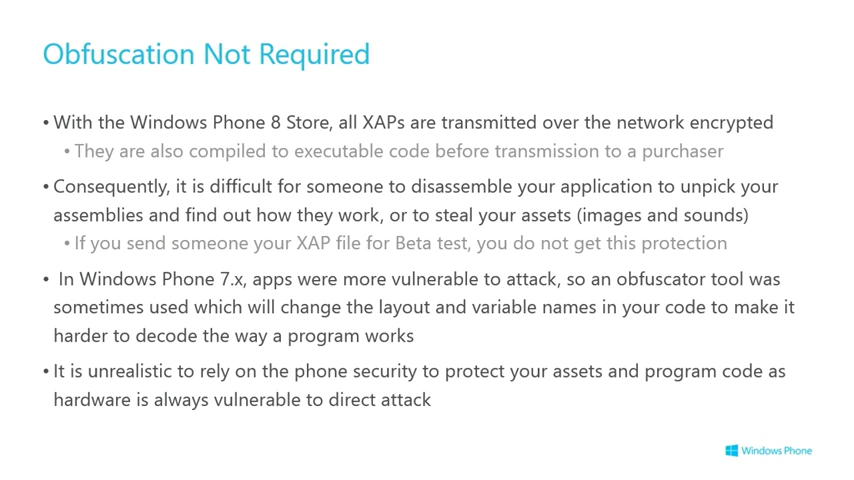 Obfuscation Not Required
• With the Windows Phone 8 Store, all XAPs are transmitted over the network encrypted
• They are also compiled to executable code before transmission to a purchaser
• Consequently, it is difficult for someone to disassemble your application to unpick your
assemblies and find out how they work, or to steal your assets (images and sounds)
• If you send someone your XAP file for Beta test, you do not get this protection
• In Windows Phone 7.x, apps were more vulnerable to attack, so an obfuscator tool was
sometimes used which will change the layout and variable names in your code to make it
harder to decode the way a program works
• It is unrealistic to rely on the phone security to protect your assets and program code as
hardware is always vulnerable to direct attack
Windows Phone